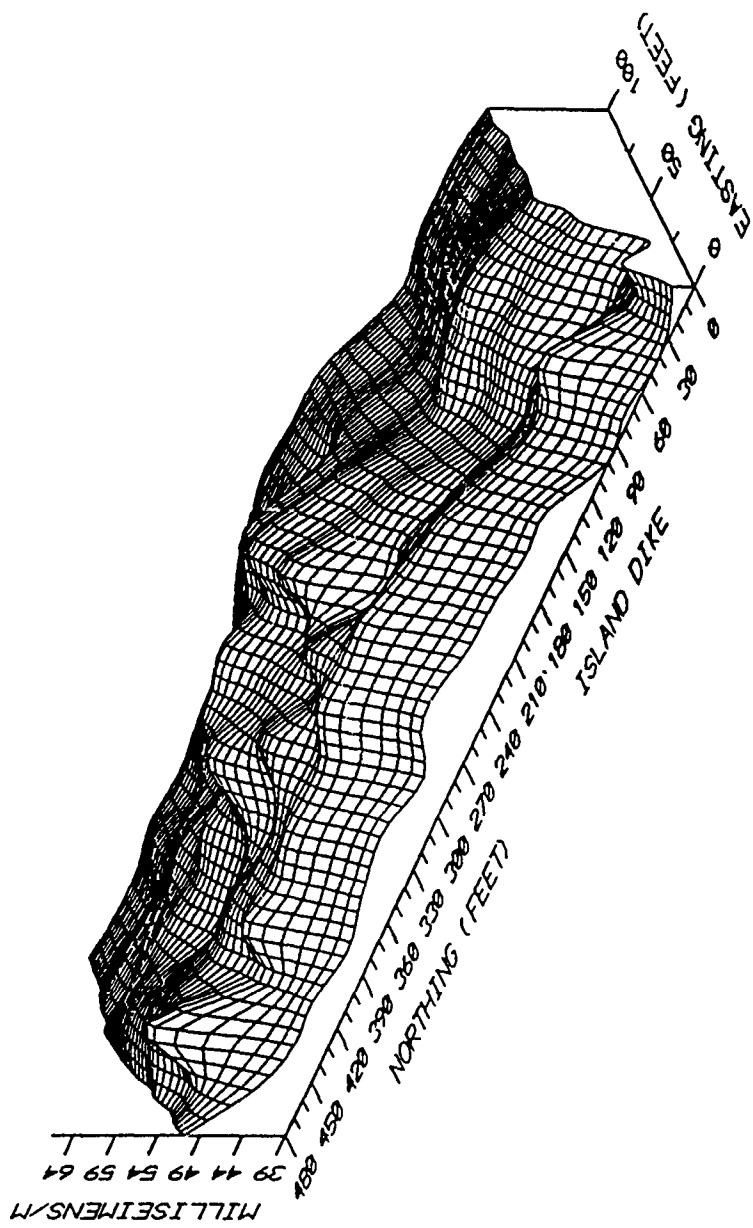 EASTING (FEET)
100
50
0
0 30 60 90 120 150 180 210 240 270 300 330 360 390 420 450 480
ISLAND DIKE
NORTHING (FEET)
39 44 49 54 59 64
MILLISEIMENS/M